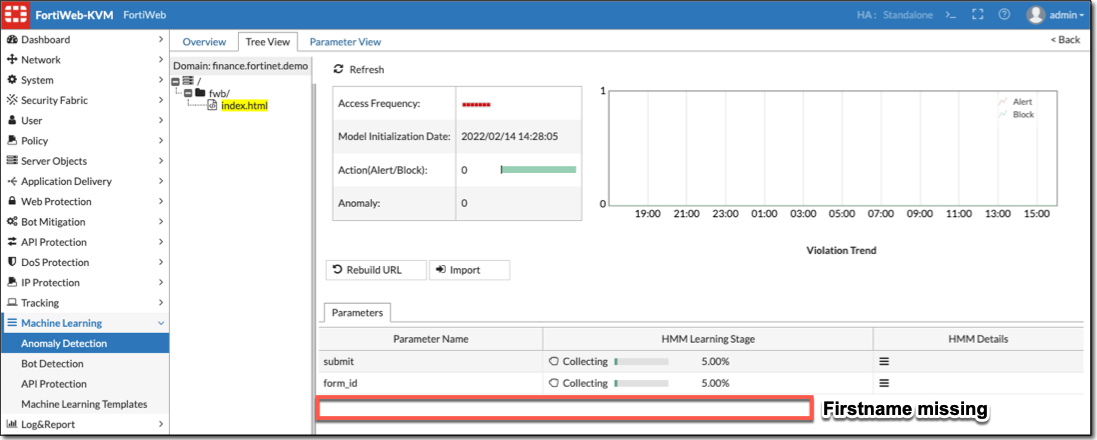 FortiWeb-KVM FortiWeb HA: Standalone >_ admin
Dashboard
Network
System
Security Fabric
User
Policy
Server Objects
Application Delivery
Web Protection
Bot Mitigation
API Protection
DoS Protection
IP Protection
Tracking
Machine Learning
Anomaly Detection
Bot Detection
API Protection
Machine Learning Templates
Log&Report
Overview Tree View Parameter View < Back
Domain: finance.fortinet.demo
/
fwb/
index.html
Refresh
Access Frequency:
Model Initialization Date: 2022/02/14 14:28:05
Action(Alert/Block): 0
Anomaly: 0
1
0
Alert
Block
19:00 21:00 23:00 01:00 03:00 05:00 07:00 09:00 11:00 13:00 15:00
Violation Trend
Rebuild URL Import
Parameters
Parameter Name HMM Learning Stage HMM Details
submit Collecting 5.00%
form_id Collecting 5.00%
Firstname missing